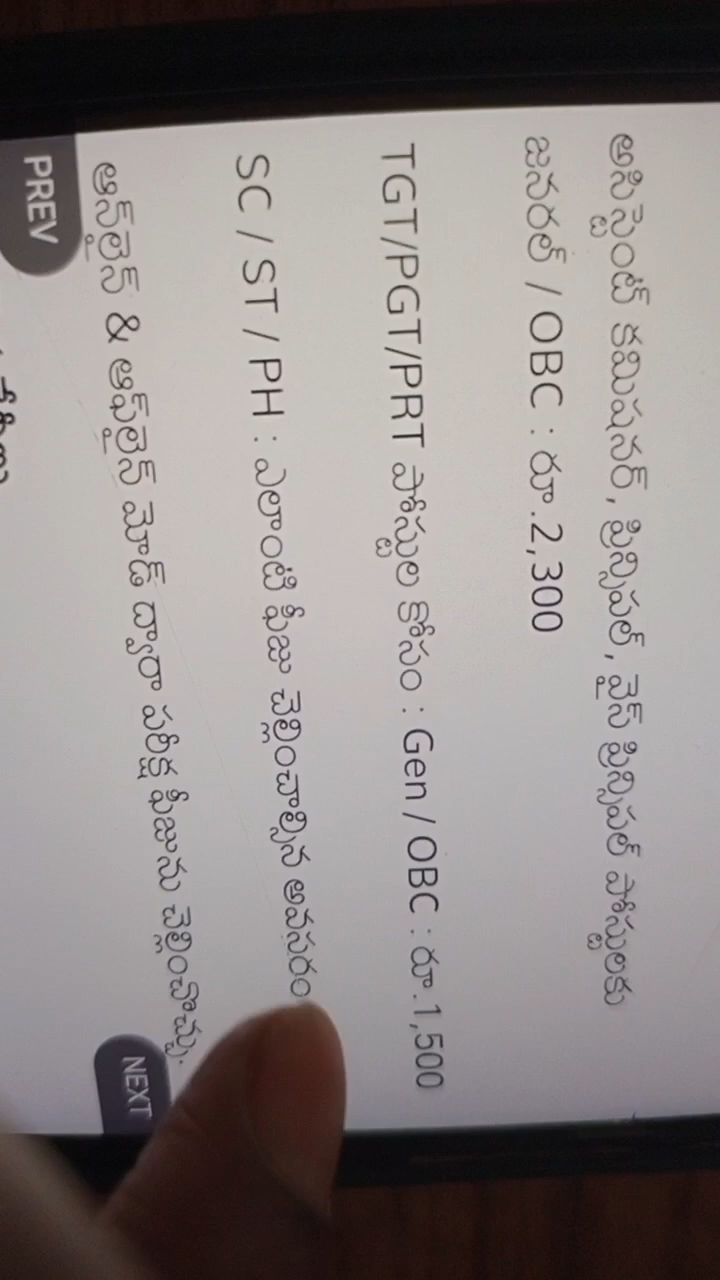 అసిస్టెంట్ కమిషనర్, ప్రిన్సిపల్, వైస్ ప్రిన్సిపల్ పోస్టులకు
జనరల్ / OBC : రూ.2,300
TGT/PGT/PRT పోస్టుల కోసం : Gen / OBC : రూ.1,500
SC / ST / PH : ఎలాంటి ఫీజు చెల్లించాల్సిన అవసరం
ఆన్‌లైన్ & ఆఫ్‌లైన్ మోడ్ ద్వారా పరీక్ష ఫీజును చెల్లించొచ్చు.
PREV
NEXT